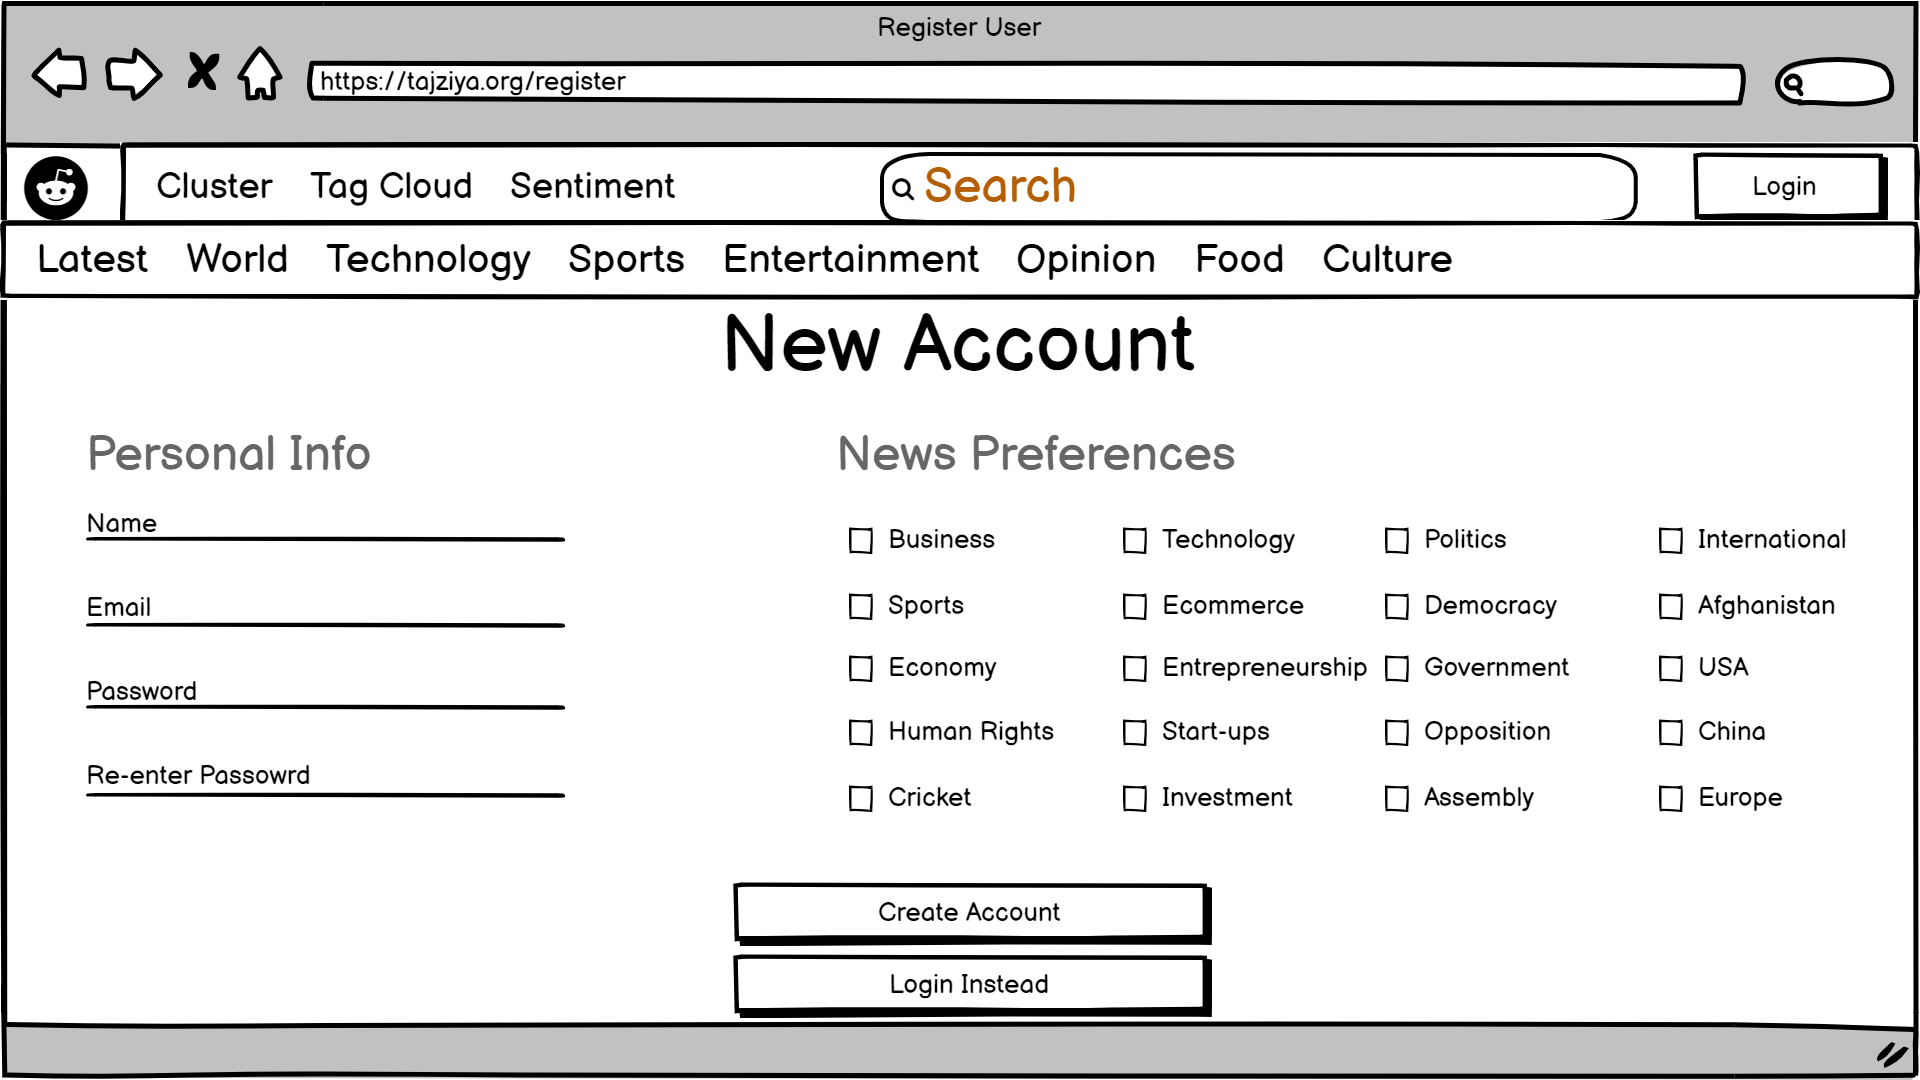 Register User
https://tajziya.org/register
Cluster Tag Cloud Sentiment Search Login
Latest World Technology Sports Entertainment Opinion Food Culture
New Account
Personal Info
Name
Email
Password
Re-enter Passowrd
News Preferences
Business Technology Politics International
Sports Ecommerce Democracy Afghanistan
Economy Entrepreneurship Government USA
Human Rights Start-ups Opposition China
Cricket Investment Assembly Europe
Create Account
Login Instead